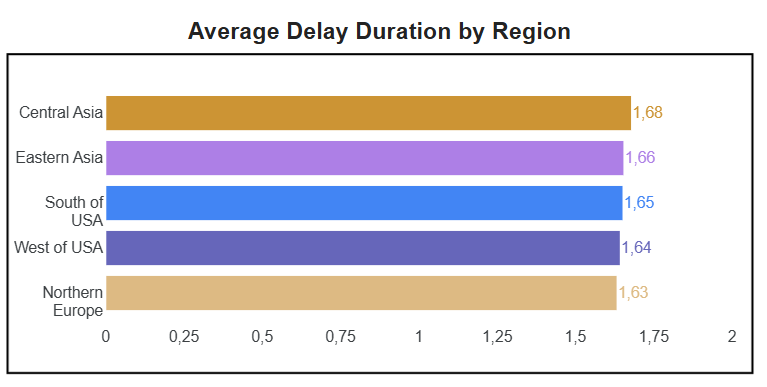 Average Delay Duration by Region
Central Asia
1,68
Eastern Asia
1,66
South of
USA
1,65
West of USA
1,64
Northern
Europe
1,63
0 0,25 0,5 0,75 1 1,25 1,5 1,75 2